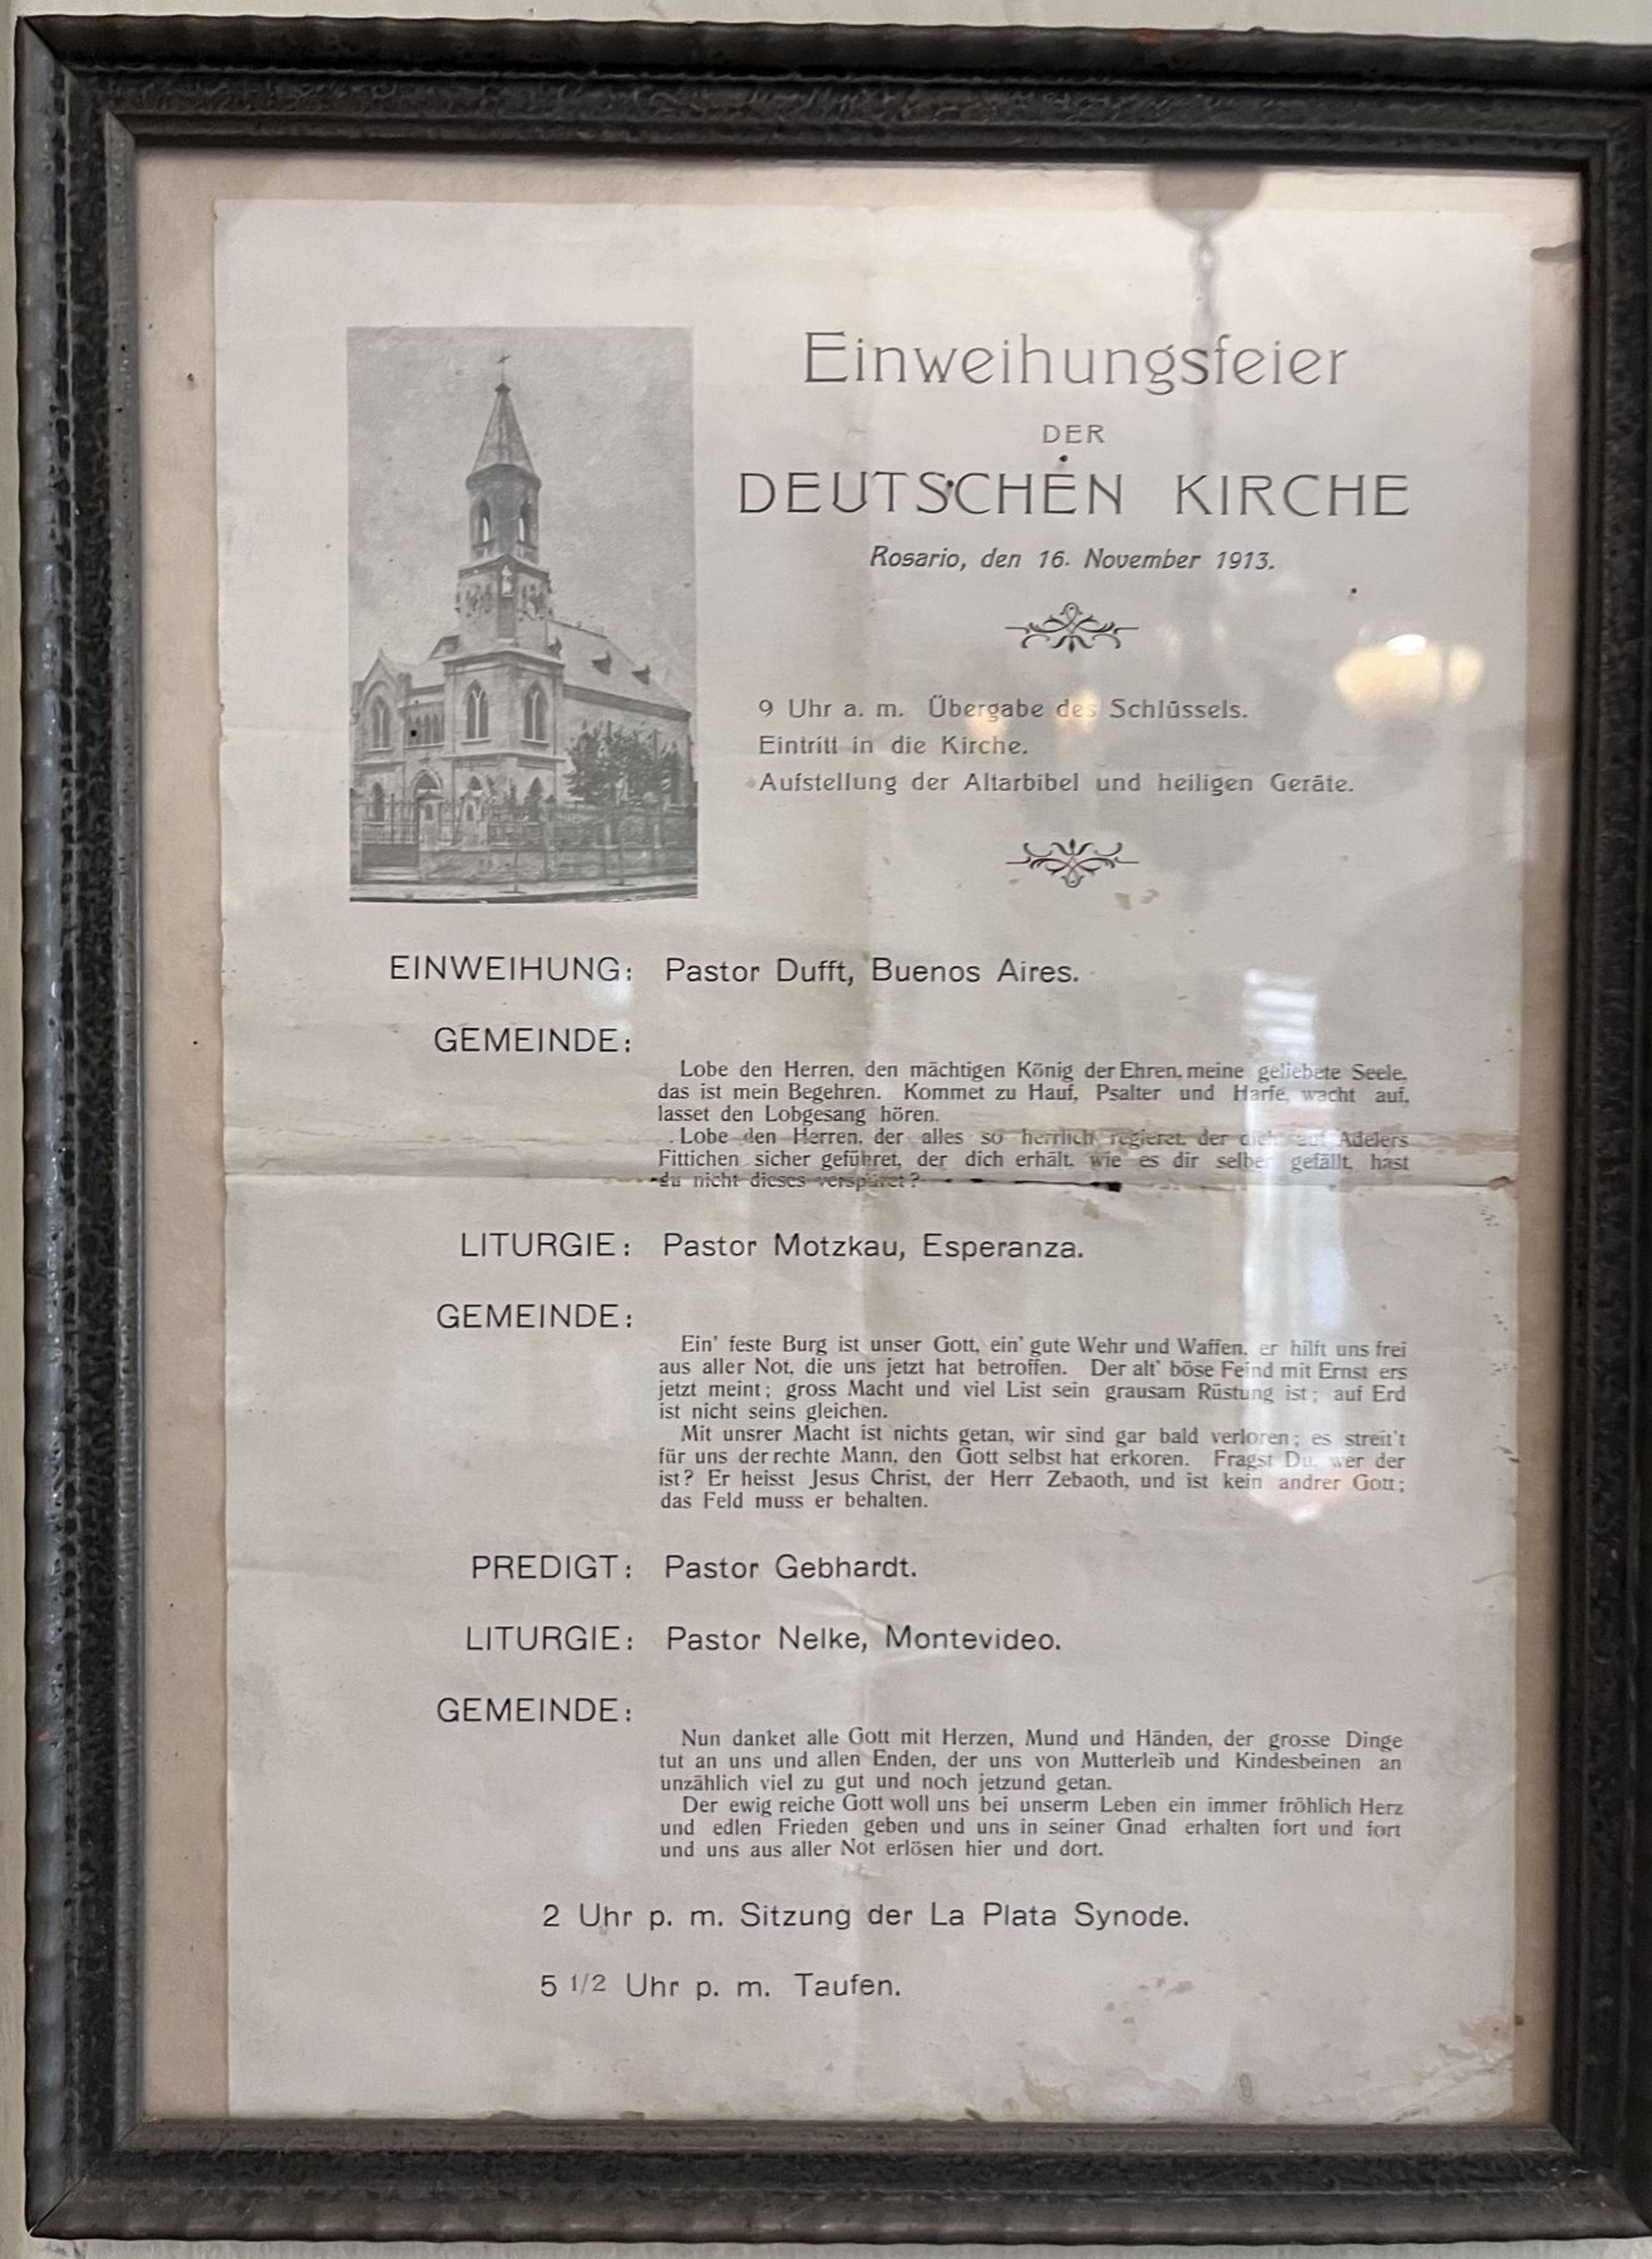 Einweihungsfeier
DER
DEUTSCHEN KIRCHE
Rosario, den 16. November 1913.
9 Uhr a. m. Übergabe des Schlüssels.
Eintritt in die Kirche.
Aufstellung der Altarbibel und heiligen Geräte.
EINWEIHUNG: Pastor Dufft, Buenos Aires.
GEMEINDE:
Lobe den Herren, den mächtigen König der Ehren, meine geliebete Seele,
das ist mein Begehren. Kommet zu Hauf, Psalter und Harfe, wacht auf,
lasset den Lobgesang hören.
Lobe den Herren, der alles so herrlich regieret, der dich auf Adelers
Fittichen sicher geführet, der dich erhält, wie es dir selber gefällt, hast
du nicht dieses verspüret?
LITURGIE: Pastor Motzkau, Esperanza.
GEMEINDE:
Ein' feste Burg ist unser Gott, ein' gute Wehr und Waffen, er hilft uns frei
aus aller Not, die uns jetzt hat betroffen. Der alt' böse Feind mit Ernst ers
jetzt meint; gross Macht und viel List sein grausam Rüstung ist; auf Erd
ist nicht seins gleichen.
Mit unsrer Macht ist nichts getan, wir sind gar bald verloren; es streit't
für uns der rechte Mann, den Gott selbst hat erkoren. Fragst Du, wer der
ist? Er heisst Jesus Christ, der Herr Zebaoth, und ist kein andrer Gott;
das Feld muss er behalten.
PREDIGT: Pastor Gebhardt.
LITURGIE: Pastor Nelke, Montevideo.
GEMEINDE:
Nun danket alle Gott mit Herzen, Mund und Händen, der grosse Dinge
tut an uns und allen Enden, der uns von Mutterleib und Kindesbeinen an
unzählich viel zu gut und noch jetzund getan.
Der ewig reiche Gott woll uns bei unserm Leben ein immer fröhlich Herz
und edlen Frieden geben und uns in seiner Gnad erhalten fort und fort
und uns aus aller Not erlösen hier und dort.
2 Uhr p. m. Sitzung der La Plata Synode.
5 1/2 Uhr p. m. Taufen.